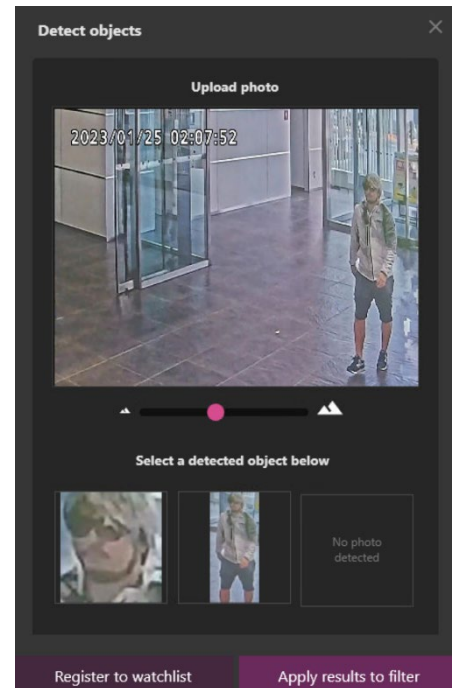 Detect objects
Upload photo
2023/01/25 02:07:52
Select a detected object below
No photo
detected
Register to watchlist
Apply results to filter